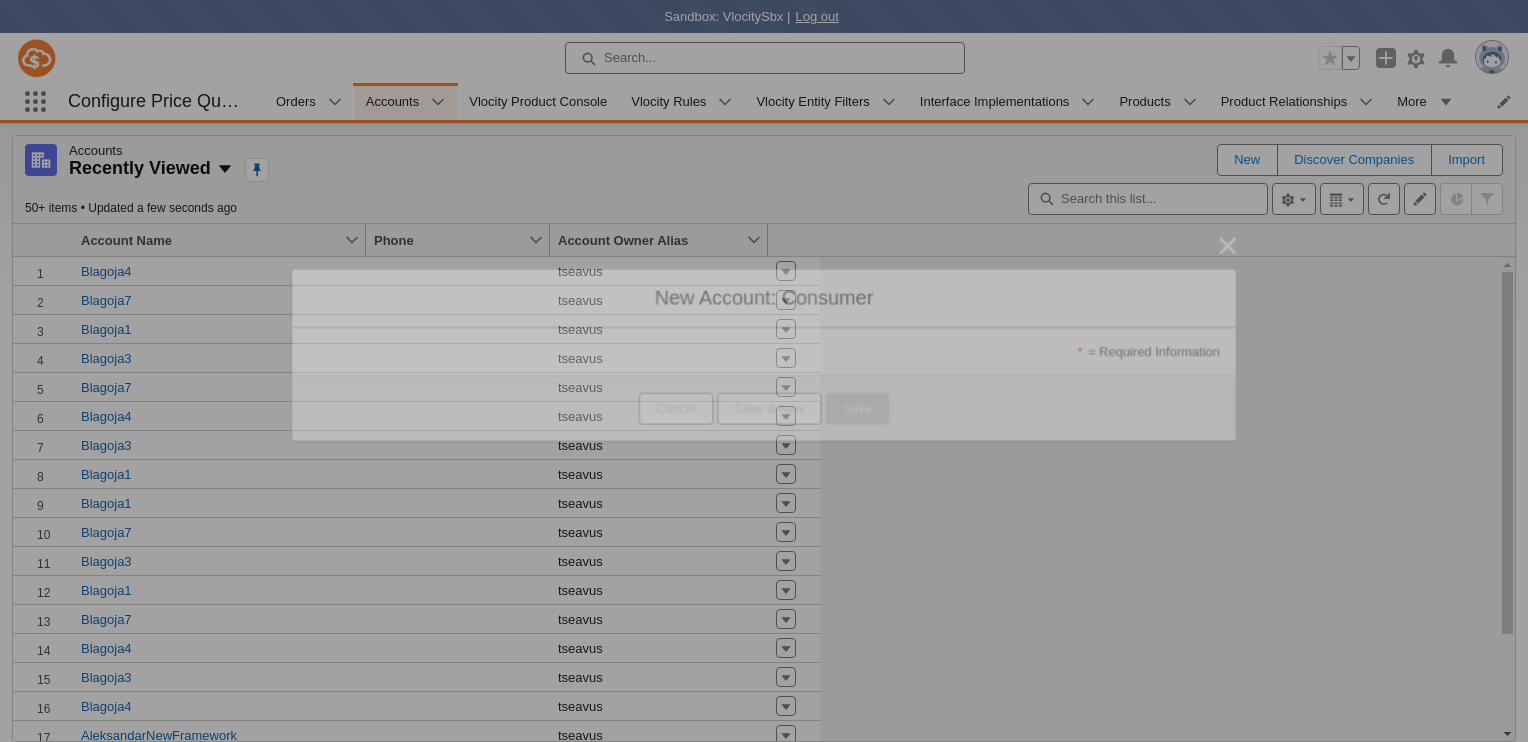 Sandbox: VlocitySbx | Log out
Search...
Configure Price Qu…
Orders
Accounts
Vlocity Product Console
Vlocity Rules
Vlocity Entity Filters
Interface Implementations
Products
Product Relationships
More
Accounts
Recently Viewed
New
Discover Companies
Import
50+ items • Updated a few seconds ago
Search this list...
Account Name
Phone
Account Owner Alias
1 Blagoja4 tseavus
New Account: Consumer
2 Blagoja7 tseavus
3 Blagoja1 tseavus
* = Required Information
4 Blagoja3 tseavus
5 Blagoja7 tseavus
Cancel
Save & New
Save
6 Blagoja4 tseavus
7 Blagoja3 tseavus
8 Blagoja1 tseavus
9 Blagoja1 tseavus
10 Blagoja7 tseavus
11 Blagoja3 tseavus
12 Blagoja1 tseavus
13 Blagoja7 tseavus
14 Blagoja4 tseavus
15 Blagoja3 tseavus
16 Blagoja4 tseavus
17 AleksandarNewFramework tseavus